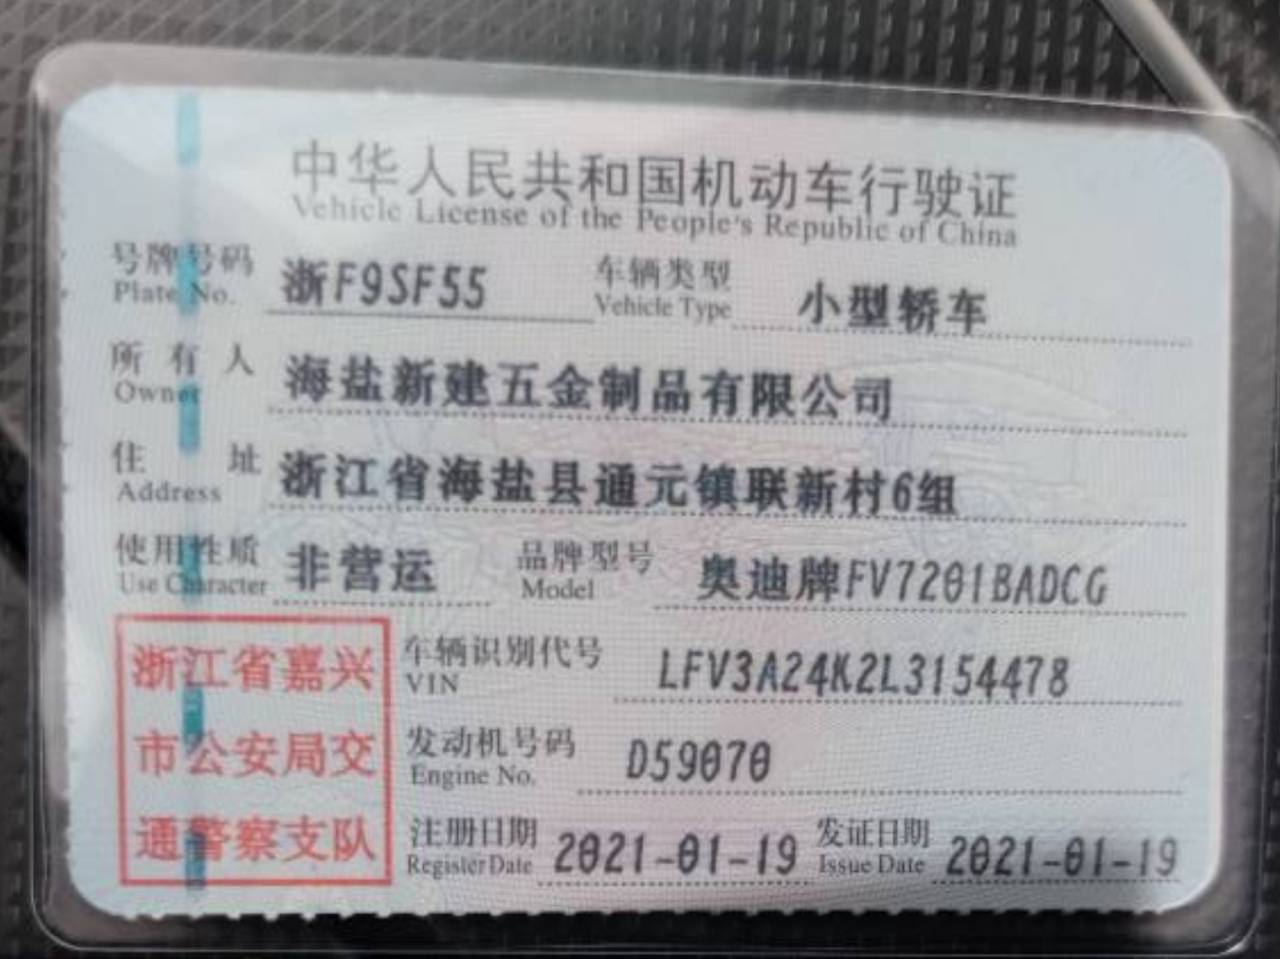 中华人民共和国机动车行驶证
Vehicle License of the People's Republic of China
号牌号码 浙F9SF55 车辆类型 小型轿车
Plate No. Vehicle Type
所有人 海盐新建五金制品有限公司
Owner
住址 浙江省海盐县通元镇联新村6组
Address
使用性质 非营运 品牌型号 奥迪牌FV7201BADCG
Use Character Model
浙江省嘉兴
市公安局交
通警察支队
车辆识别代号 LFV3A24K2L3154478
VIN
发动机号码 D59070
Engine No.
注册日期 2021-01-19 发证日期 2021-01-19
Register Date Issue Date